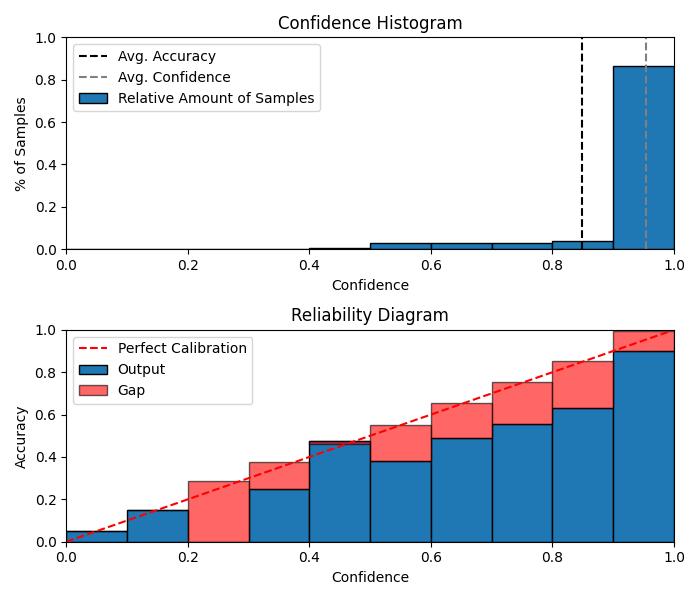 Confidence Histogram
1.0
0.8
0.6
0.4
0.2
0.0
% of Samples
Avg. Accuracy
Avg. Confidence
Relative Amount of Samples
0.0 0.2 0.4 0.6 0.8 1.0
Confidence
Reliability Diagram
1.0
0.8
0.6
0.4
0.2
0.0
Accuracy
Perfect Calibration
Output
Gap
0.0 0.2 0.4 0.6 0.8 1.0
Confidence